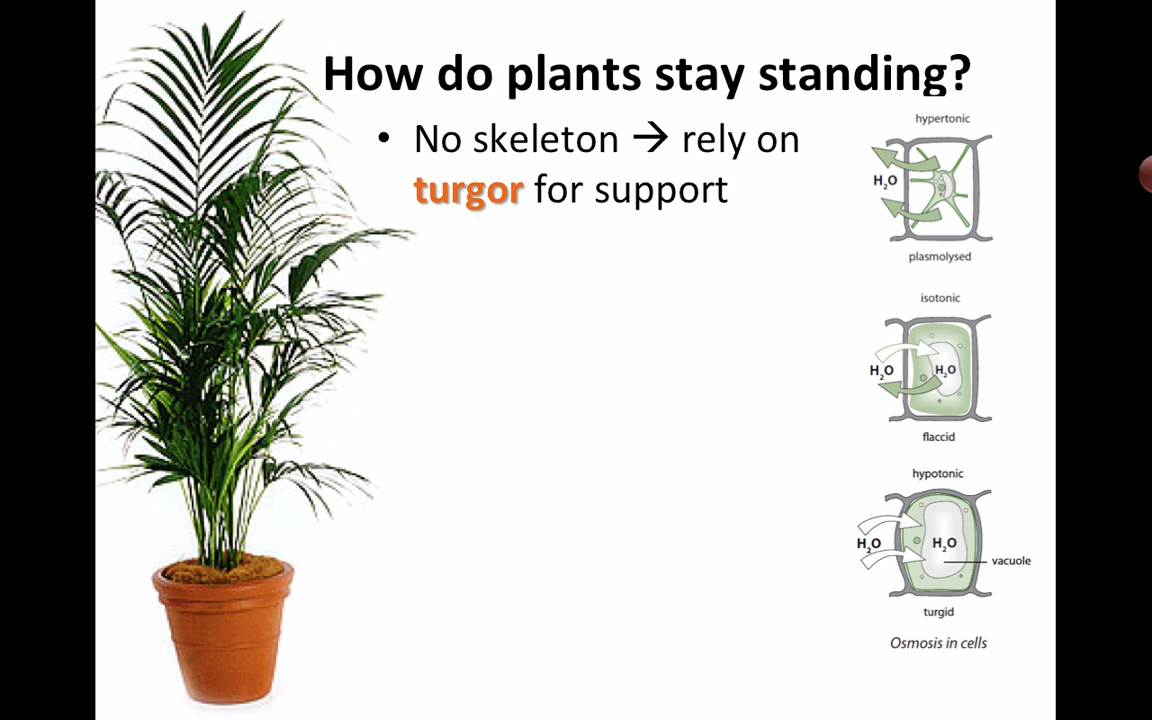 How do plants stay standing?
• No skeleton → rely on
turgor for support
hypertonic
H₂O
plasmolysed
isotonic
H₂O
H₂O
flaccid
hypotonic
H₂O
H₂O
vacuole
turgid
Osmosis in cells